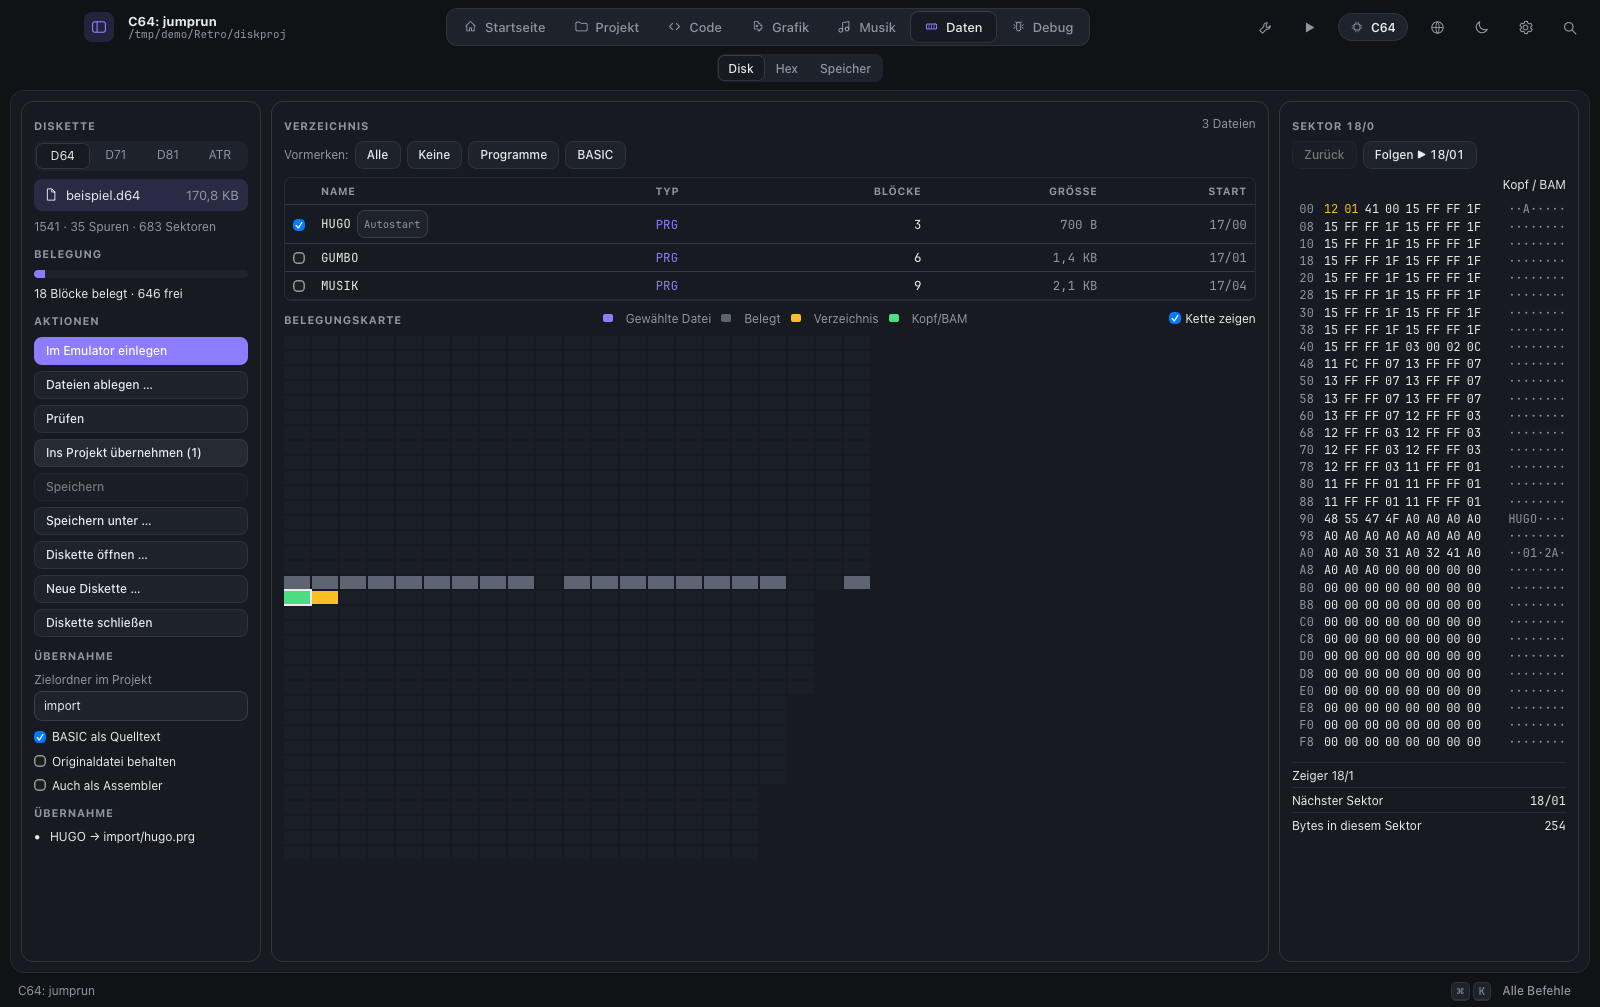 C64: jumprun
/tmp/demo/Retro/diskproj
Startseite
Projekt
Code
Grafik
Musik
Daten
Debug
C64
Disk
Hex
Speicher
DISKETTE
D64 D71 D81 ATR
beispiel.d64 170,8 KB
1541 · 35 Spuren · 683 Sektoren
BELEGUNG
18 Blöcke belegt · 646 frei
AKTIONEN
Im Emulator einlegen
Dateien ablegen ...
Prüfen
Ins Projekt übernehmen (1)
Speichern
Speichern unter ...
Diskette öffnen ...
Neue Diskette ...
Diskette schließen
ÜBERNAHME
Zielordner im Projekt
import
BASIC als Quelltext
Originaldatei behalten
Auch als Assembler
ÜBERNAHME
• HUGO → import/hugo.prg
VERZEICHNIS 3 Dateien
Vormerken: Alle Keine Programme BASIC
NAME TYP BLÖCKE GRÖSSE START
HUGO Autostart PRG 3 700 B 17/00
GUMBO PRG 6 1,4 KB 17/01
MUSIK PRG 9 2,1 KB 17/04
BELEGUNGSKARTE Gewählte Datei Belegt Verzeichnis Kopf/BAM Kette zeigen
SEKTOR 18/0
Zurück Folgen ▶ 18/01
Kopf / BAM
00 12 01 41 00 15 FF FF 1F ··A·····
08 15 FF FF 1F 15 FF FF 1F ········
10 15 FF FF 1F 15 FF FF 1F ········
18 15 FF FF 1F 15 FF FF 1F ········
20 15 FF FF 1F 15 FF FF 1F ········
28 15 FF FF 1F 15 FF FF 1F ········
30 15 FF FF 1F 15 FF FF 1F ········
38 15 FF FF 1F 15 FF FF 1F ········
40 15 FF FF 1F 03 00 02 0C ········
48 11 FC FF 07 13 FF FF 07 ········
50 13 FF FF 07 13 FF FF 07 ········
58 13 FF FF 07 13 FF FF 07 ········
60 13 FF FF 07 12 FF FF 03 ········
68 12 FF FF 03 12 FF FF 03 ········
70 12 FF FF 03 12 FF FF 03 ········
78 12 FF FF 03 11 FF FF 01 ········
80 11 FF FF 01 11 FF FF 01 ········
88 11 FF FF 01 11 FF FF 01 ········
90 48 55 47 4F A0 A0 A0 A0 HUGO····
98 A0 A0 A0 A0 A0 A0 A0 A0 ········
A0 A0 A0 30 31 A0 32 41 A0 ··01·2A·
A8 A0 A0 A0 00 00 00 00 00 ········
B0 00 00 00 00 00 00 00 00 ········
B8 00 00 00 00 00 00 00 00 ········
C0 00 00 00 00 00 00 00 00 ········
C8 00 00 00 00 00 00 00 00 ········
D0 00 00 00 00 00 00 00 00 ········
D8 00 00 00 00 00 00 00 00 ········
E0 00 00 00 00 00 00 00 00 ········
E8 00 00 00 00 00 00 00 00 ········
F0 00 00 00 00 00 00 00 00 ········
F8 00 00 00 00 00 00 00 00 ········
Zeiger 18/1
Nächster Sektor 18/01
Bytes in diesem Sektor 254
C64: jumprun
⌘ K Alle Befehle